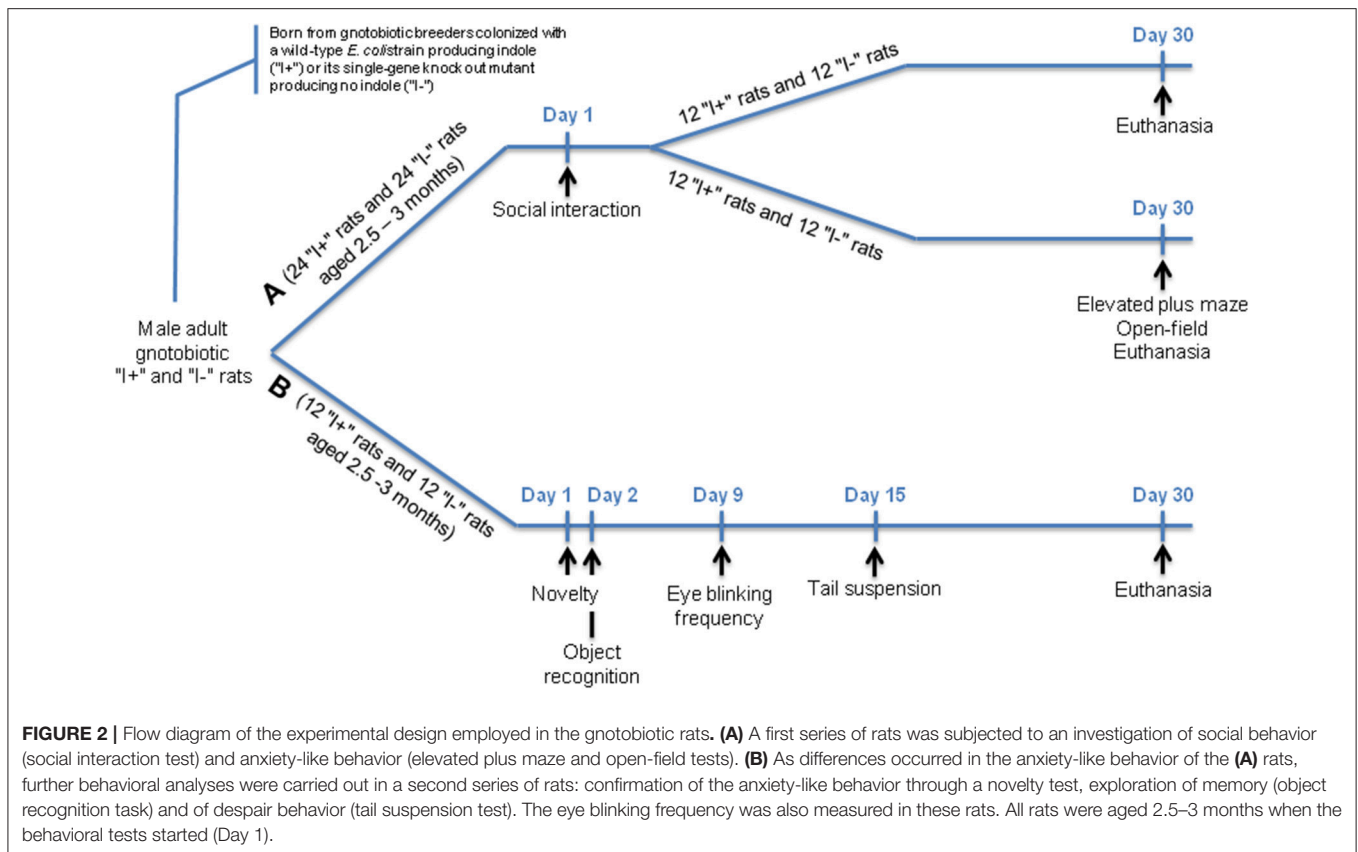 Born from gnotobiotic breeders colonized with
a wild-type E. colistrain producing indole
("I+") or its single-gene knock out mutant
producing no indole ("I-")
Male adult
gnotobiotic
"I+" and "I-" rats
A (24 "I+" rats and 24 "I-" rats
aged 2.5 – 3 months)
Day 1
Social interaction
12 "I+" rats and 12 "I-" rats
Day 30
Euthanasia
12 "I+" rats and 12 "I-" rats
Day 30
Elevated plus maze
Open-field
Euthanasia
B (12 "I+" rats and 12 "I-" rats
aged 2.5 -3 months)
Day 1 Day 2 Day 9 Day 15 Day 30
Novelty
Object
recognition
Eye blinking
frequency
Tail suspension
Euthanasia
FIGURE 2 | Flow diagram of the experimental design employed in the gnotobiotic rats. (A) A first series of rats was subjected to an investigation of social behavior
(social interaction test) and anxiety-like behavior (elevated plus maze and open-field tests). (B) As differences occurred in the anxiety-like behavior of the (A) rats,
further behavioral analyses were carried out in a second series of rats: confirmation of the anxiety-like behavior through a novelty test, exploration of memory (object
recognition task) and of despair behavior (tail suspension test). The eye blinking frequency was also measured in these rats. All rats were aged 2.5–3 months when the
behavioral tests started (Day 1).